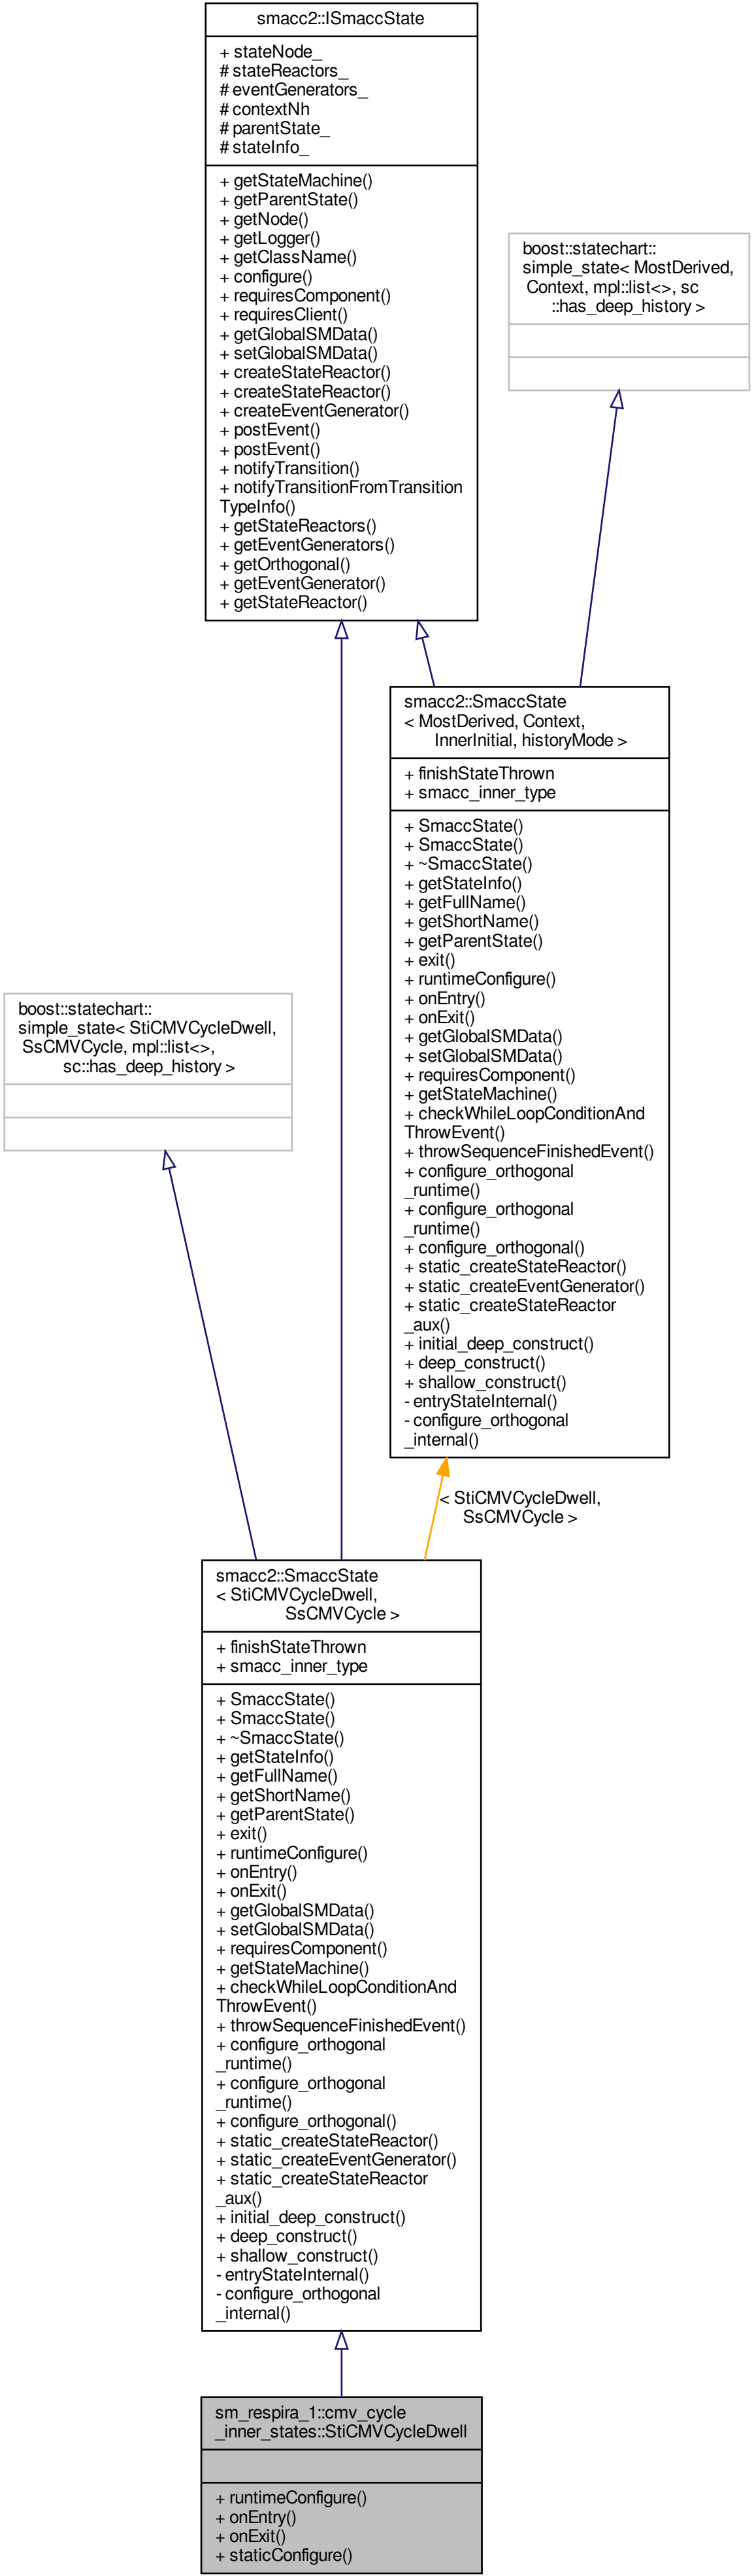 smacc2::ISmaccState
+ stateNode_
# stateReactors_
# eventGenerators_
# contextNh
# parentState_
# stateInfo_
+ getStateMachine()
+ getParentState()
+ getNode()
+ getLogger()
+ getClassName()
+ configure()
+ requiresComponent()
+ requiresClient()
+ getGlobalSMData()
+ setGlobalSMData()
+ createStateReactor()
+ createStateReactor()
+ createEventGenerator()
+ postEvent()
+ postEvent()
+ notifyTransition()
+ notifyTransitionFromTransition
TypeInfo()
+ getStateReactors()
+ getEventGenerators()
+ getOrthogonal()
+ getEventGenerator()
+ getStateReactor()
boost::statechart::
simple_state< MostDerived,
Context, mpl::list<>, sc
::has_deep_history >
smacc2::SmaccState
< MostDerived, Context,
InnerInitial, historyMode >
+ finishStateThrown
+ smacc_inner_type
+ SmaccState()
+ SmaccState()
+ ~SmaccState()
+ getStateInfo()
+ getFullName()
+ getShortName()
+ getParentState()
+ exit()
+ runtimeConfigure()
+ onEntry()
+ onExit()
+ getGlobalSMData()
+ setGlobalSMData()
+ requiresComponent()
+ getStateMachine()
+ checkWhileLoopConditionAnd
ThrowEvent()
+ throwSequenceFinishedEvent()
+ configure_orthogonal
_runtime()
+ configure_orthogonal
_runtime()
+ configure_orthogonal()
+ static_createStateReactor()
+ static_createEventGenerator()
+ static_createStateReactor
_aux()
+ initial_deep_construct()
+ deep_construct()
+ shallow_construct()
- entryStateInternal()
- configure_orthogonal
_internal()
boost::statechart::
simple_state< StiCMVCycleDwell,
SsCMVCycle, mpl::list<>,
sc::has_deep_history >
< StiCMVCycleDwell,
SsCMVCycle >
smacc2::SmaccState
< StiCMVCycleDwell,
SsCMVCycle >
+ finishStateThrown
+ smacc_inner_type
+ SmaccState()
+ SmaccState()
+ ~SmaccState()
+ getStateInfo()
+ getFullName()
+ getShortName()
+ getParentState()
+ exit()
+ runtimeConfigure()
+ onEntry()
+ onExit()
+ getGlobalSMData()
+ setGlobalSMData()
+ requiresComponent()
+ getStateMachine()
+ checkWhileLoopConditionAnd
ThrowEvent()
+ throwSequenceFinishedEvent()
+ configure_orthogonal
_runtime()
+ configure_orthogonal
_runtime()
+ configure_orthogonal()
+ static_createStateReactor()
+ static_createEventGenerator()
+ static_createStateReactor
_aux()
+ initial_deep_construct()
+ deep_construct()
+ shallow_construct()
- entryStateInternal()
- configure_orthogonal
_internal()
sm_respira_1::cmv_cycle
_inner_states::StiCMVCycleDwell
+ runtimeConfigure()
+ onEntry()
+ onExit()
+ staticConfigure()